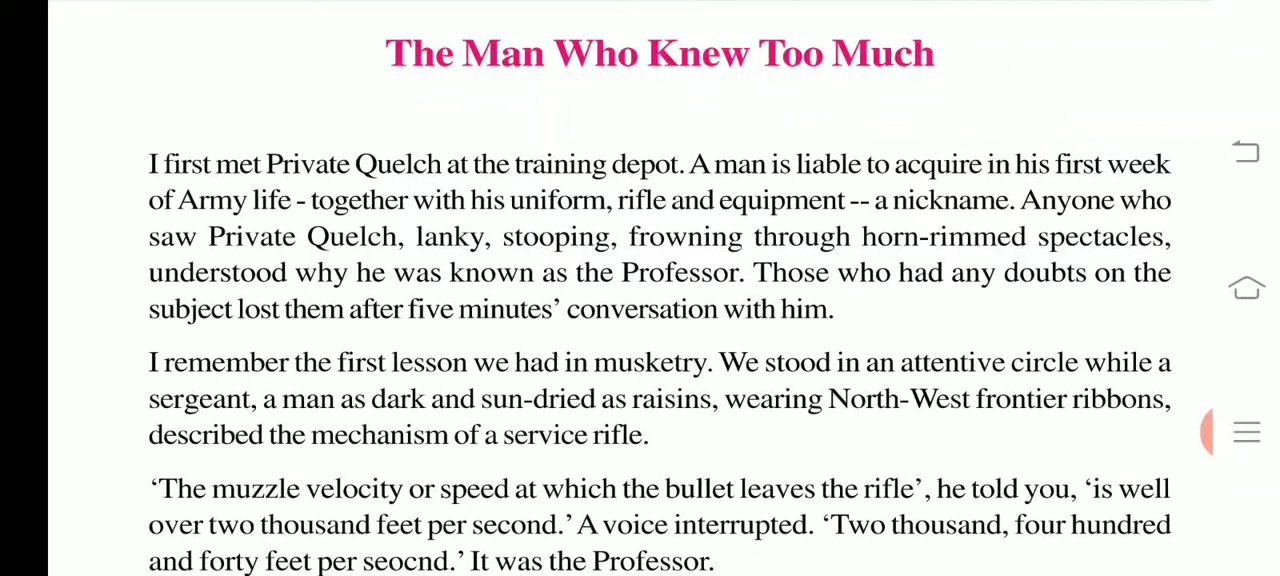 The Man Who Knew Too Much
I first met Private Quelch at the training depot. A man is liable to acquire in his first week
of Army life - together with his uniform, rifle and equipment -- a nickname. Anyone who
saw Private Quelch, lanky, stooping, frowning through horn-rimmed spectacles,
understood why he was known as the Professor. Those who had any doubts on the
subject lost them after five minutes’ conversation with him.
I remember the first lesson we had in musketry. We stood in an attentive circle while a
sergeant, a man as dark and sun-dried as raisins, wearing North-West frontier ribbons,
described the mechanism of a service rifle.
‘The muzzle velocity or speed at which the bullet leaves the rifle’, he told you, ‘is well
over two thousand feet per second.’ A voice interrupted. ‘Two thousand, four hundred
and forty feet per seocnd.’ It was the Professor.